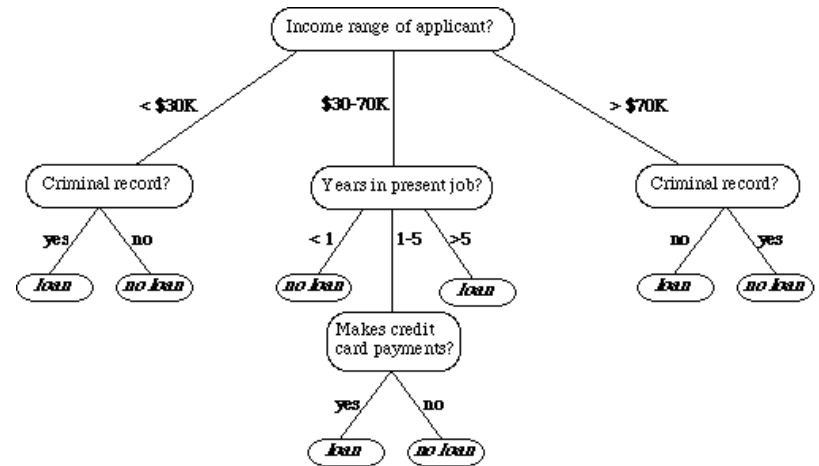 Income range of applicant?
< $30K
$30-70K
> $70K
Criminal record?
Years in present job?
Criminal record?
yes
no
< 1
1-5
>5
no
yes
loan
no loan
no loan
loan
loan
no loan
Makes credit
card payments?
yes
no
loan
no loan